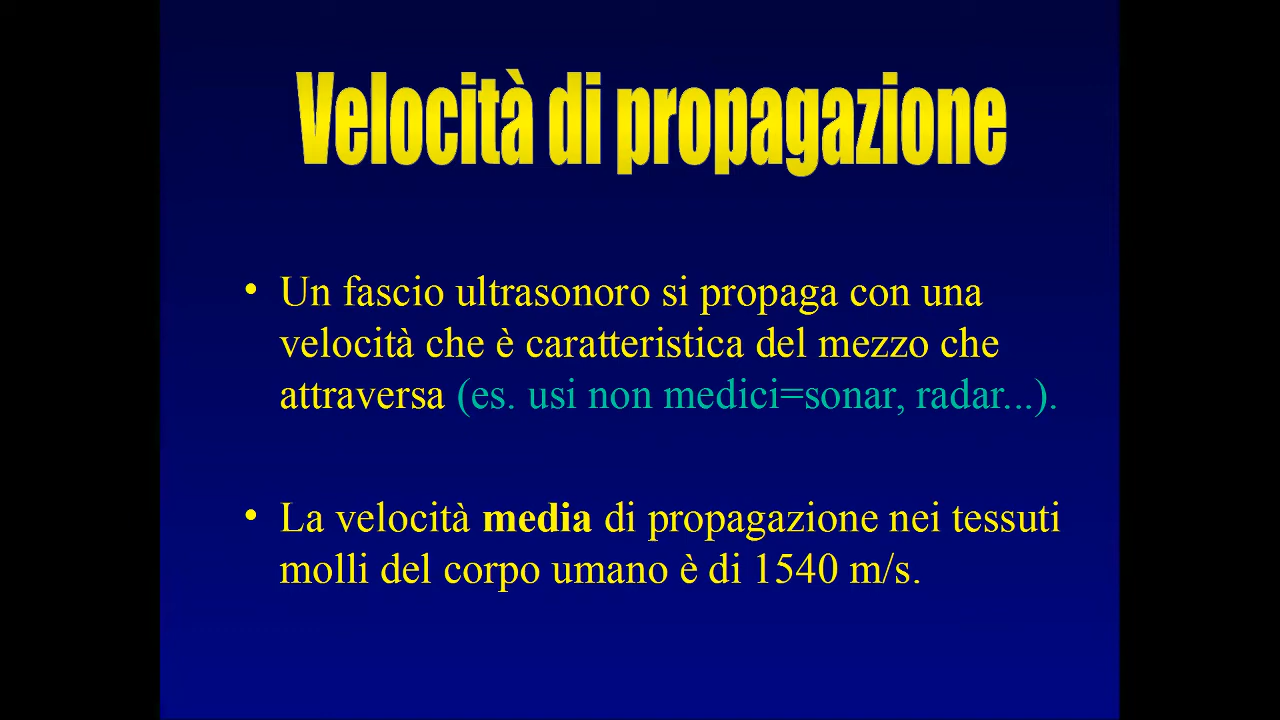 Velocità di propagazione
• Un fascio ultrasonoro si propaga con una
velocità che è caratteristica del mezzo che
attraversa (es. usi non medici=sonar, radar...).
• La velocità media di propagazione nei tessuti
molli del corpo umano è di 1540 m/s.